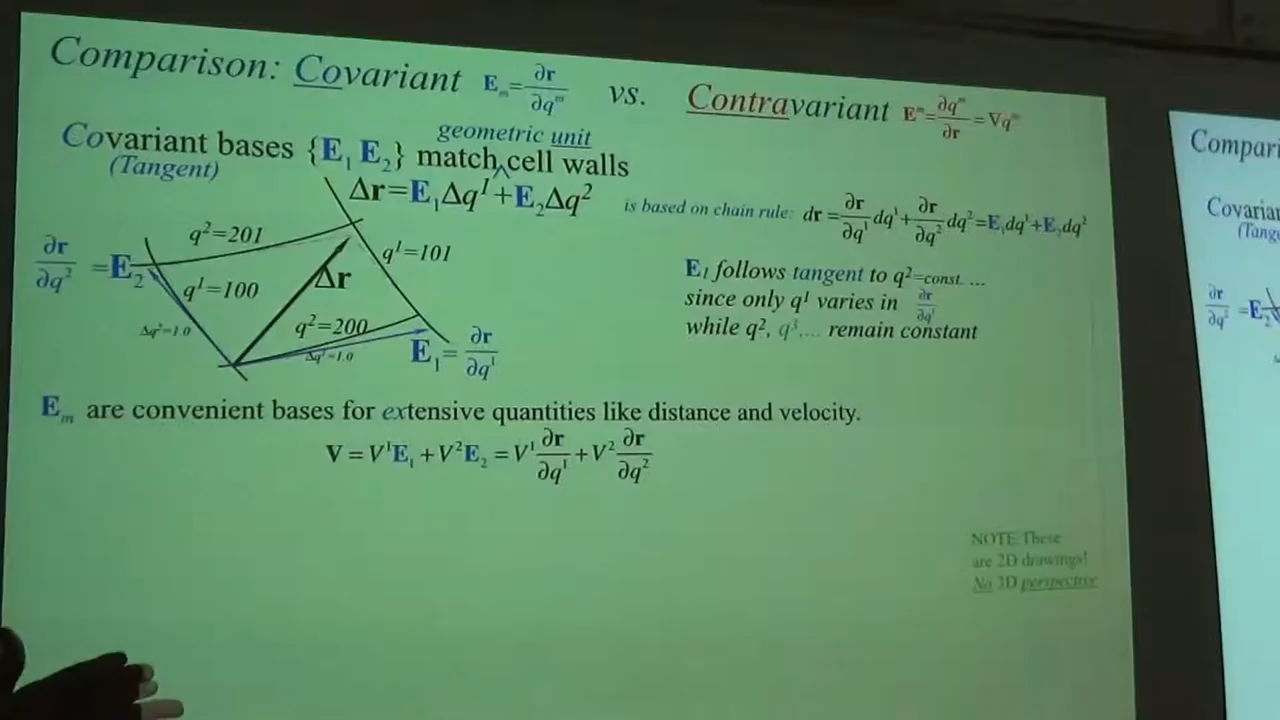 Comparison: Covariant E_m = ∂r/∂q^m vs. Contravariant E^m = ∂q^m/∂r = ∇q^m
geometric unit
Covariant bases {E_1 E_2} match cell walls
(Tangent)
Δr = E_1Δq^1 + E_2Δq^2
is based on chain rule: dr = ∂r/∂q^1 dq^1 + ∂r/∂q^2 dq^2 = E_1dq^1 + E_2dq^2
q^2=201
q^1=101
∂r/∂q^2 = E_2
q^1=100
Δr
Δq^2=1.0
q^2=200
Δq^1=1.0
E_1 = ∂r/∂q^1
E_1 follows tangent to q^2=const. ...
since only q^1 varies in ∂r/∂q^1
while q^2, q^3,... remain constant
E_m are convenient bases for extensive quantities like distance and velocity.
V = V^1E_1 + V^2E_2 = V^1 ∂r/∂q^1 + V^2 ∂r/∂q^2
NOTE: These
are 2D drawings!
No 3D perspective
Compari
Covarian
(Tange
∂r/∂q^2 = E_2